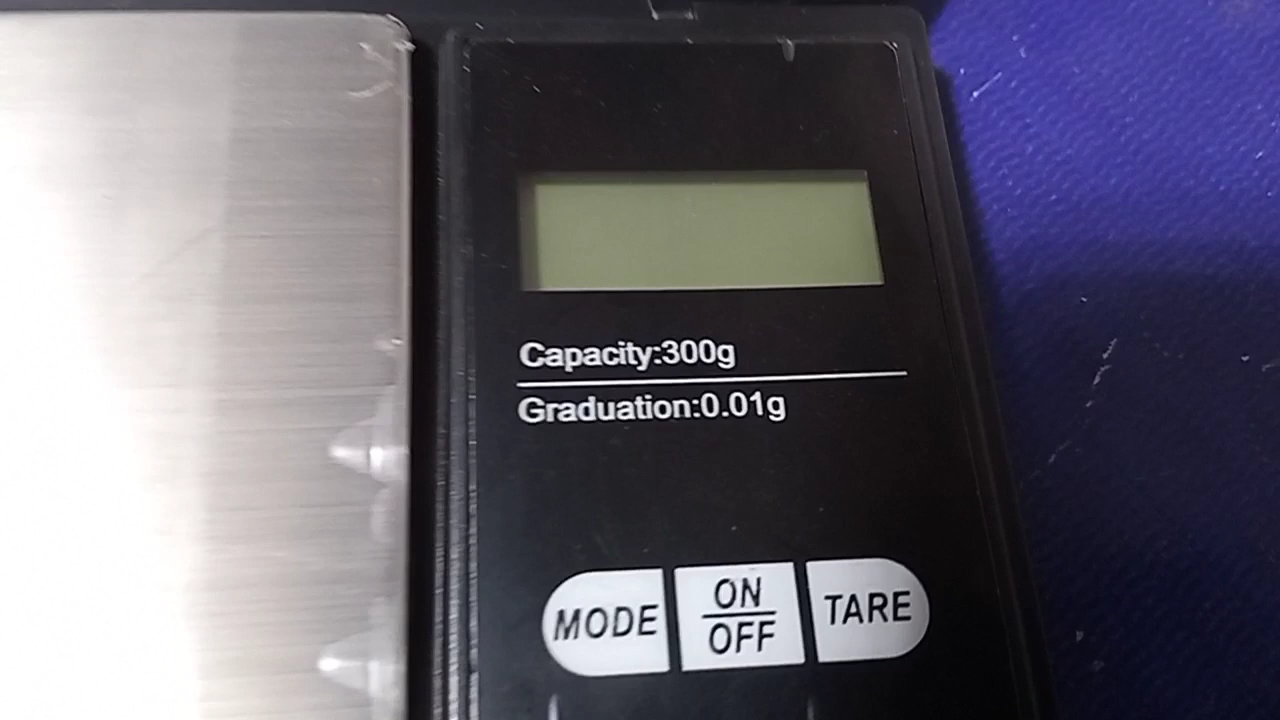 Capacity:300g
Graduation:0.01g
MODE
ON
OFF
TARE